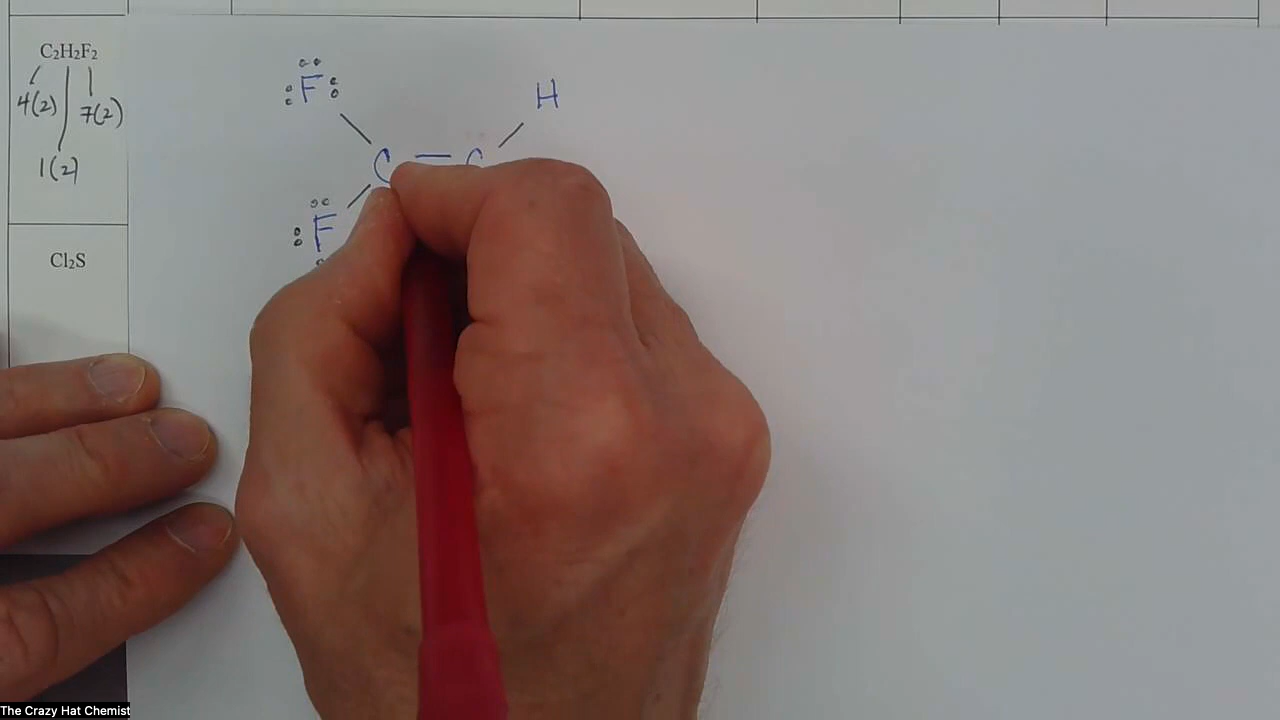 C₂H₂F₂
4(2) 7(2)
1(2)
Cl₂S
F H
C C
F
The Crazy Hat Chemist